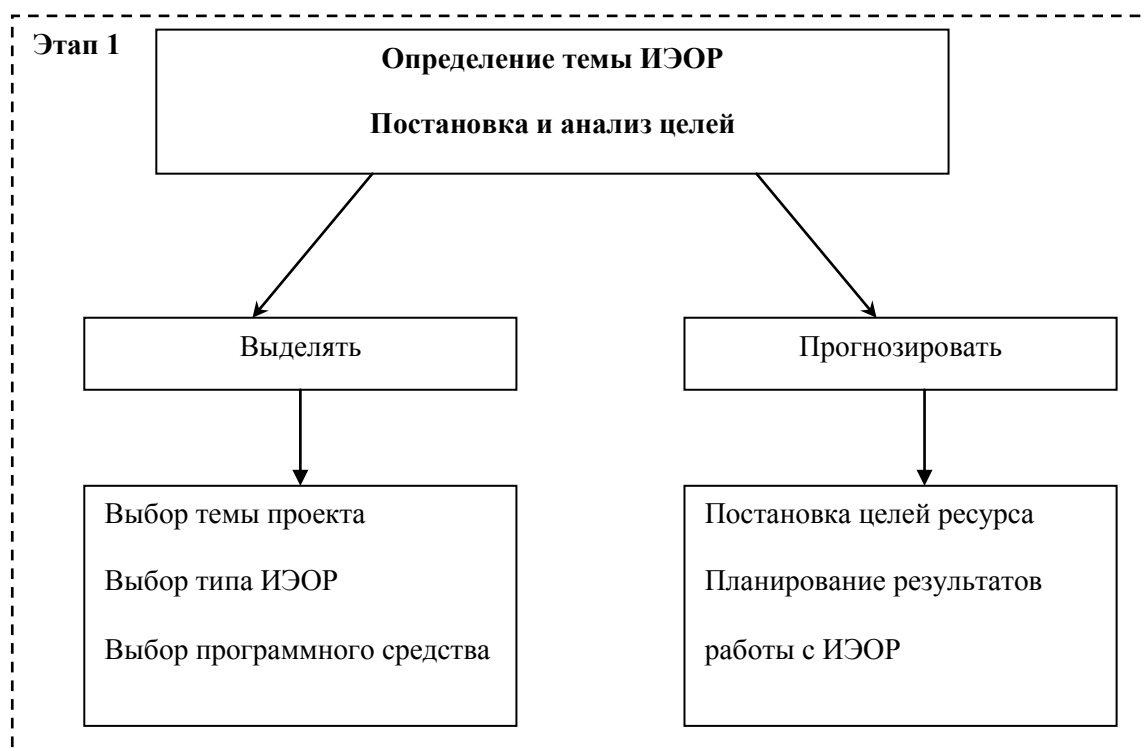 Этап 1
Определение темы ИЭОР
Постановка и анализ целей
Выделять
Прогнозировать
Выбор темы проекта
Выбор типа ИЭОР
Выбор программного средства
Постановка целей ресурса
Планирование результатов
работы с ИЭОР